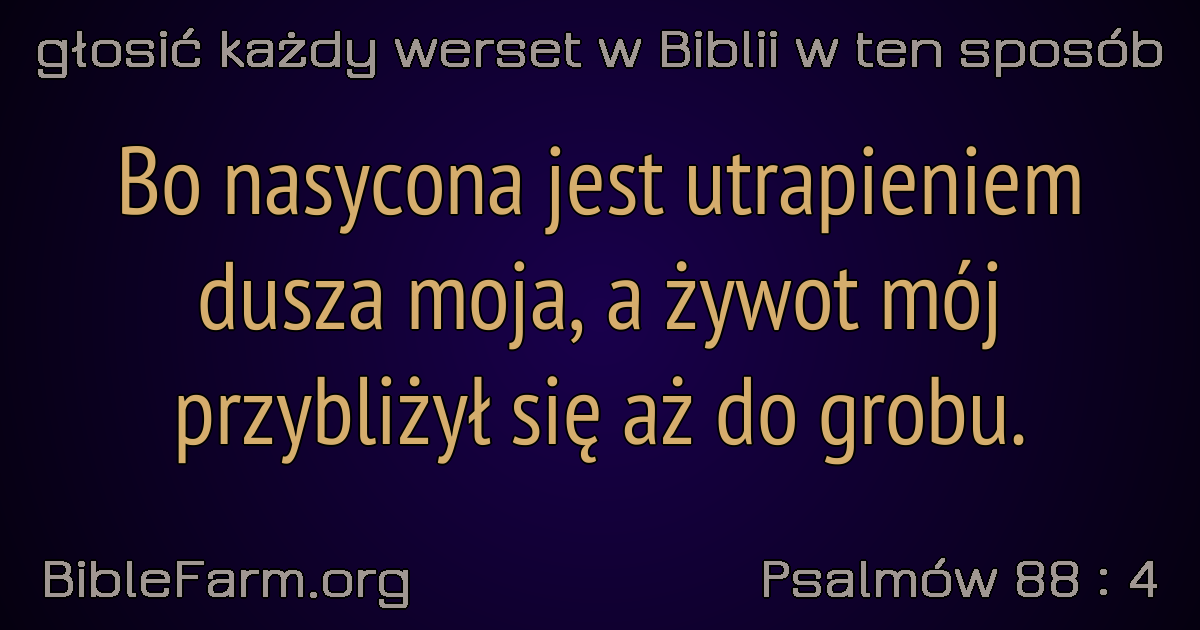 głosić każdy werset w Biblii w ten sposób
Bo nasycona jest utrapieniem
dusza moja, a żywot mój
przybliżył się aż do grobu.
BibleFarm.org
Psalmów 88 : 4